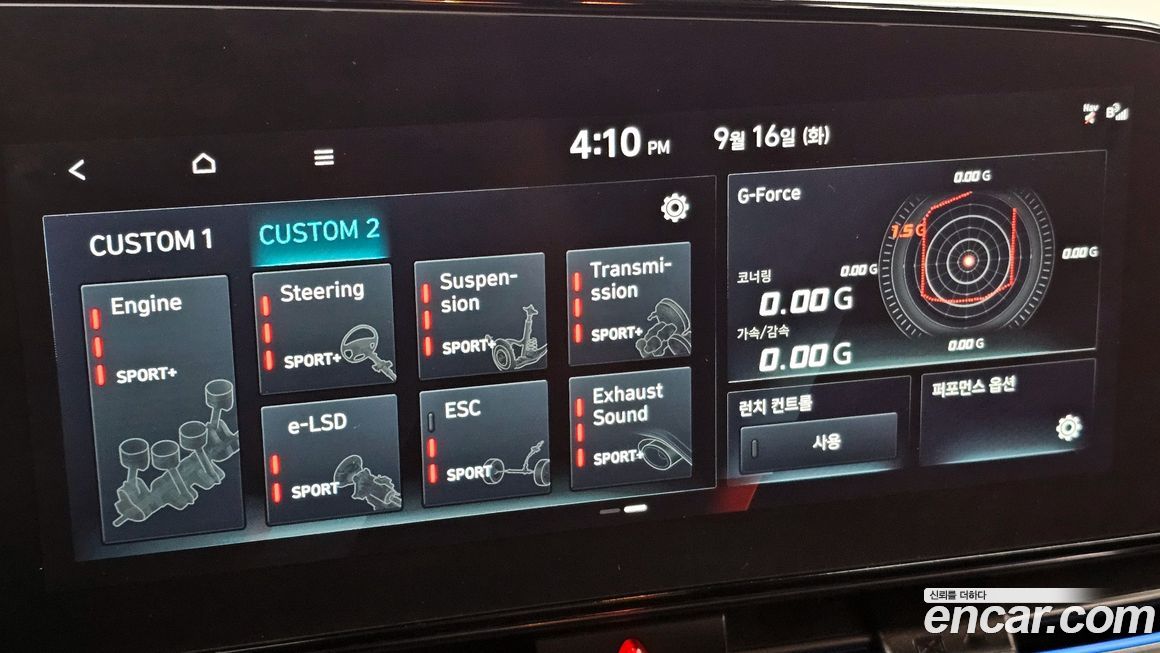 4:10 PM
9월 16일 (화)
Nav
CUSTOM 1
CUSTOM 2
Engine
SPORT+
Steering
SPORT+
Suspen-
sion
SPORT+
Transmi-
ssion
SPORT+
e-LSD
SPORT
ESC
SPORT
Exhaust
Sound
SPORT+
G-Force
0.00 G
1.5G
0.00 G
0.00 G
코너링
0.00 G
가속/감속
0.00 G
0.00 G
런치 컨트롤
사용
퍼포먼스 옵션
신뢰를 더하다
encar.com